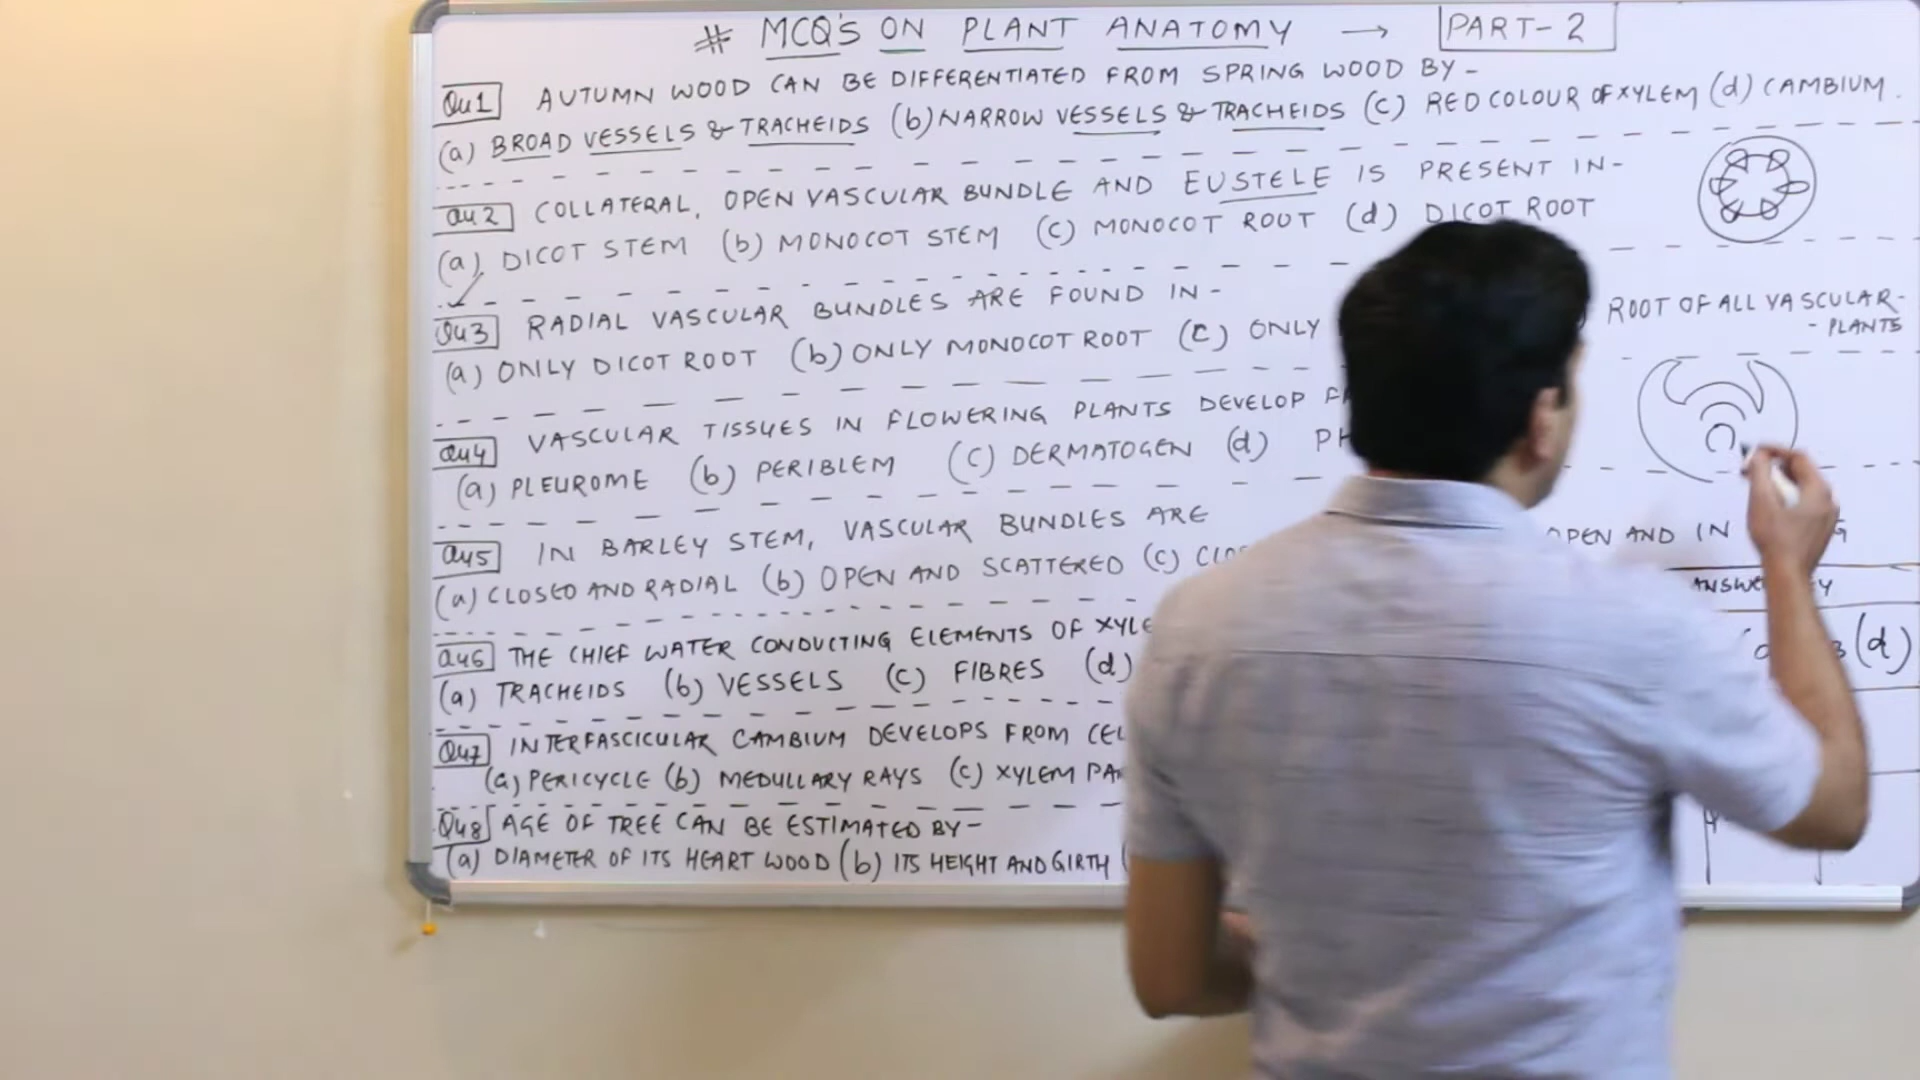 # MCQ'S ON PLANT ANATOMY → PART-2
Qu1 AUTUMN WOOD CAN BE DIFFERENTIATED FROM SPRING WOOD BY -
(a) BROAD VESSELS & TRACHEIDS (b) NARROW VESSELS & TRACHEIDS (c) RED COLOUR OF XYLEM (d) CAMBIUM.
Qu2 COLLATERAL, OPEN VASCULAR BUNDLE AND EUSTELE IS PRESENT IN-
(a) DICOT STEM (b) MONOCOT STEM (c) MONOCOT ROOT (d) DICOT ROOT
Qu3 RADIAL VASCULAR BUNDLES ARE FOUND IN -
(a) ONLY DICOT ROOT (b) ONLY MONOCOT ROOT (c) ONLY ROOT OF ALL VASCULAR-
- PLANTS
Qu4 VASCULAR TISSUES IN FLOWERING PLANTS DEVELOP
(a) PLEUROME (b) PERIBLEM (c) DERMATOGEN (d) PH
Qu5 IN BARLEY STEM, VASCULAR BUNDLES ARE
(a) CLOSED AND RADIAL (b) OPEN AND SCATTERED (c) CLOS OPEN AND IN
Qu6 THE CHIEF WATER CONDUCTING ELEMENTS OF XYLE
(a) TRACHEIDS (b) VESSELS (c) FIBRES (d)
Qu7 INTERFASCICULAR CAMBIUM DEVELOPS FROM CEL
(a) PERICYCLE (b) MEDULLARY RAYS (c) XYLEM PA
Qu8 AGE OF TREE CAN BE ESTIMATED BY-
(a) DIAMETER OF ITS HEART WOOD (b) ITS HEIGHT AND GIRTH (
ANSWE Y
(d)